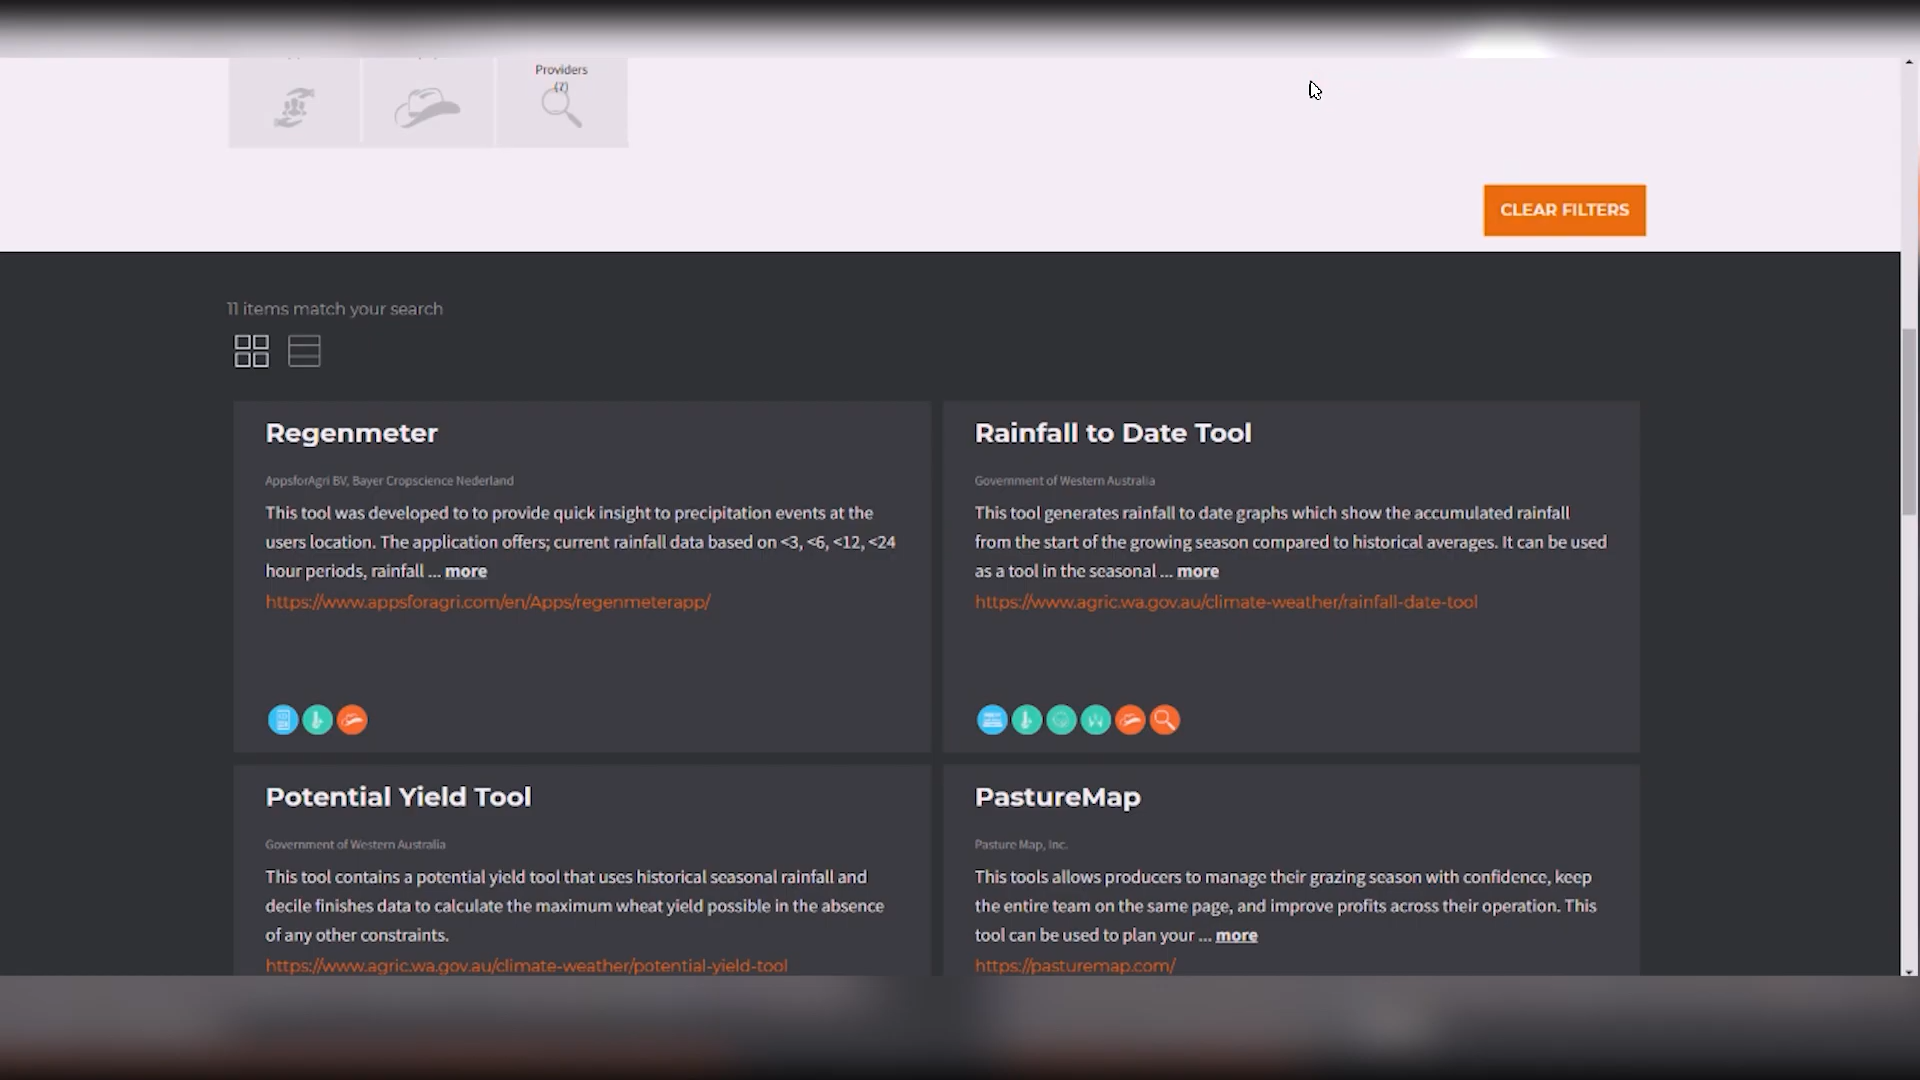 Providers
(7)
CLEAR FILTERS
11 items match your search
Regenmeter
AppsforAgri BV, Bayer Cropscience Nederland
This tool was developed to to provide quick insight to precipitation events at the
users location. The application offers; current rainfall data based on <3, <6, <12, <24
hour periods, rainfall ... more
https://www.appsforagri.com/en/Apps/regenmeterapp/
Rainfall to Date Tool
Government of Western Australia
This tool generates rainfall to date graphs which show the accumulated rainfall
from the start of the growing season compared to historical averages. It can be used
as a tool in the seasonal ... more
https://www.agric.wa.gov.au/climate-weather/rainfall-date-tool
Potential Yield Tool
Government of Western Australia
This tool contains a potential yield tool that uses historical seasonal rainfall and
decile finishes data to calculate the maximum wheat yield possible in the absence
of any other constraints.
https://www.agric.wa.gov.au/climate-weather/potential-yield-tool
PastureMap
Pasture Map, Inc.
This tools allows producers to manage their grazing season with confidence, keep
the entire team on the same page, and improve profits across their operation. This
tool can be used to plan your ... more
https://pasturemap.com/